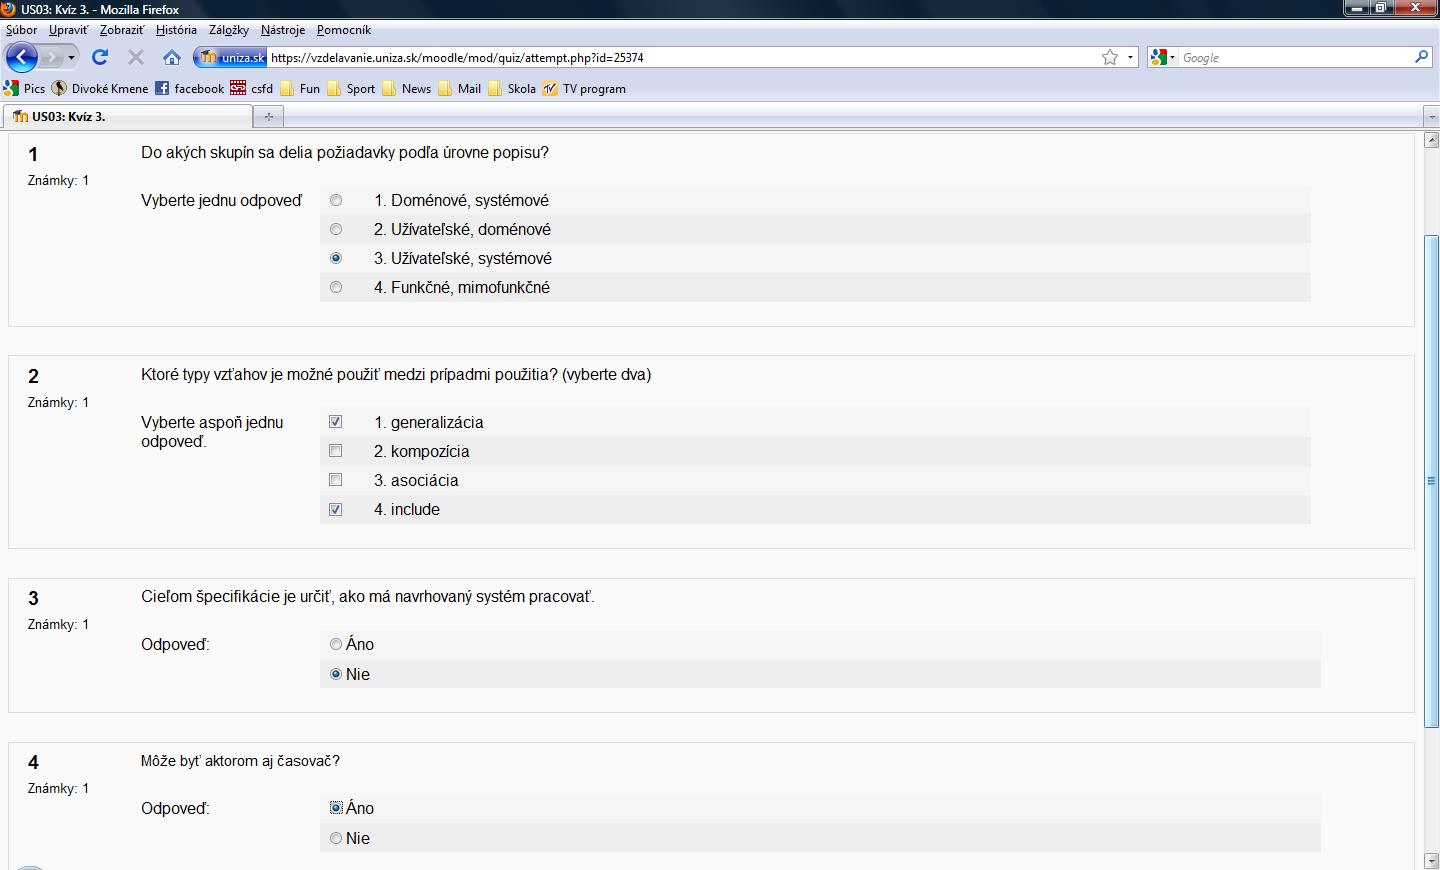 US03: Kvíz 3. - Mozilla Firefox
Súbor Upraviť Zobraziť História Záložky Nástroje Pomocník
uniza.sk https://vzdelavanie.uniza.sk/moodle/mod/quiz/attempt.php?id=25374 Google
Pics Divoké Kmene facebook csfd Fun Sport News Mail Skola TV program
US03: Kvíz 3.
1 Do akých skupín sa delia požiadavky podľa úrovne popisu?
Známky: 1
Vyberte jednu odpoveď 1. Doménové, systémové
2. Užívateľské, doménové
3. Užívateľské, systémové
4. Funkčné, mimofunkčné
2 Ktoré typy vzťahov je možné použiť medzi prípadmi použitia? (vyberte dva)
Známky: 1
Vyberte aspoň jednu odpoveď. 1. generalizácia
2. kompozícia
3. asociácia
4. include
3 Cieľom špecifikácie je určiť, ako má navrhovaný systém pracovať.
Známky: 1
Odpoveď: Áno
Nie
4 Môže byť aktorom aj časovač?
Známky: 1
Odpoveď: Áno
Nie